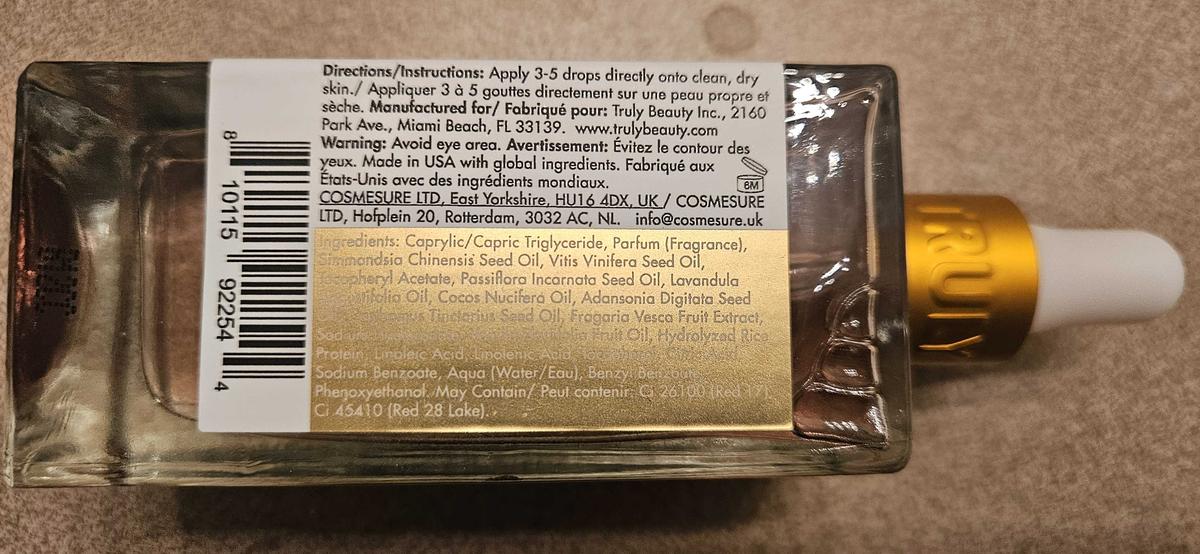 Directions/Instructions: Apply 3-5 drops directly onto clean, dry
skin./ Appliquer 3 à 5 gouttes directement sur une peau propre et
sèche. Manufactured for/ Fabriqué pour: Truly Beauty Inc., 2160
Park Ave., Miami Beach, FL 33139. www.trulybeauty.com
Warning: Avoid eye area. Avertissement: Évitez le contour des
yeux. Made in USA with global ingredients. Fabriqué aux
États-Unis avec des ingrédients mondiaux.
6M
COSMESURE LTD, East Yorkshire, HU16 4DX, UK / COSMESURE
LTD, Hofplein 20, Rotterdam, 3032 AC, NL. info@cosmesure.uk
Ingredients: Caprylic/Capric Triglyceride, Parfum (Fragrance),
Simmondsia Chinensis Seed Oil, Vitis Vinifera Seed Oil,
Tocopheryl Acetate, Passiflora Incarnata Seed Oil, Lavandula
Oil, Cocos Nucifera Oil, Adansonia Digitata Seed
Tinctorius Seed Oil, Fragaria Vesca Fruit Extract,
Fruit Oil, Hydrolyzed Rice
Protein, Linoleic Acid, Linolenic Acid,
Sodium Benzoate, Aqua (Water/Eau), Benzyl Benzoate,
Phenoxyethanol. May Contain/ Peut contenir: Ci 26100 (Red 17),
Ci 45410 (Red 28 Lake).
8 10115 92254 4
TRULY